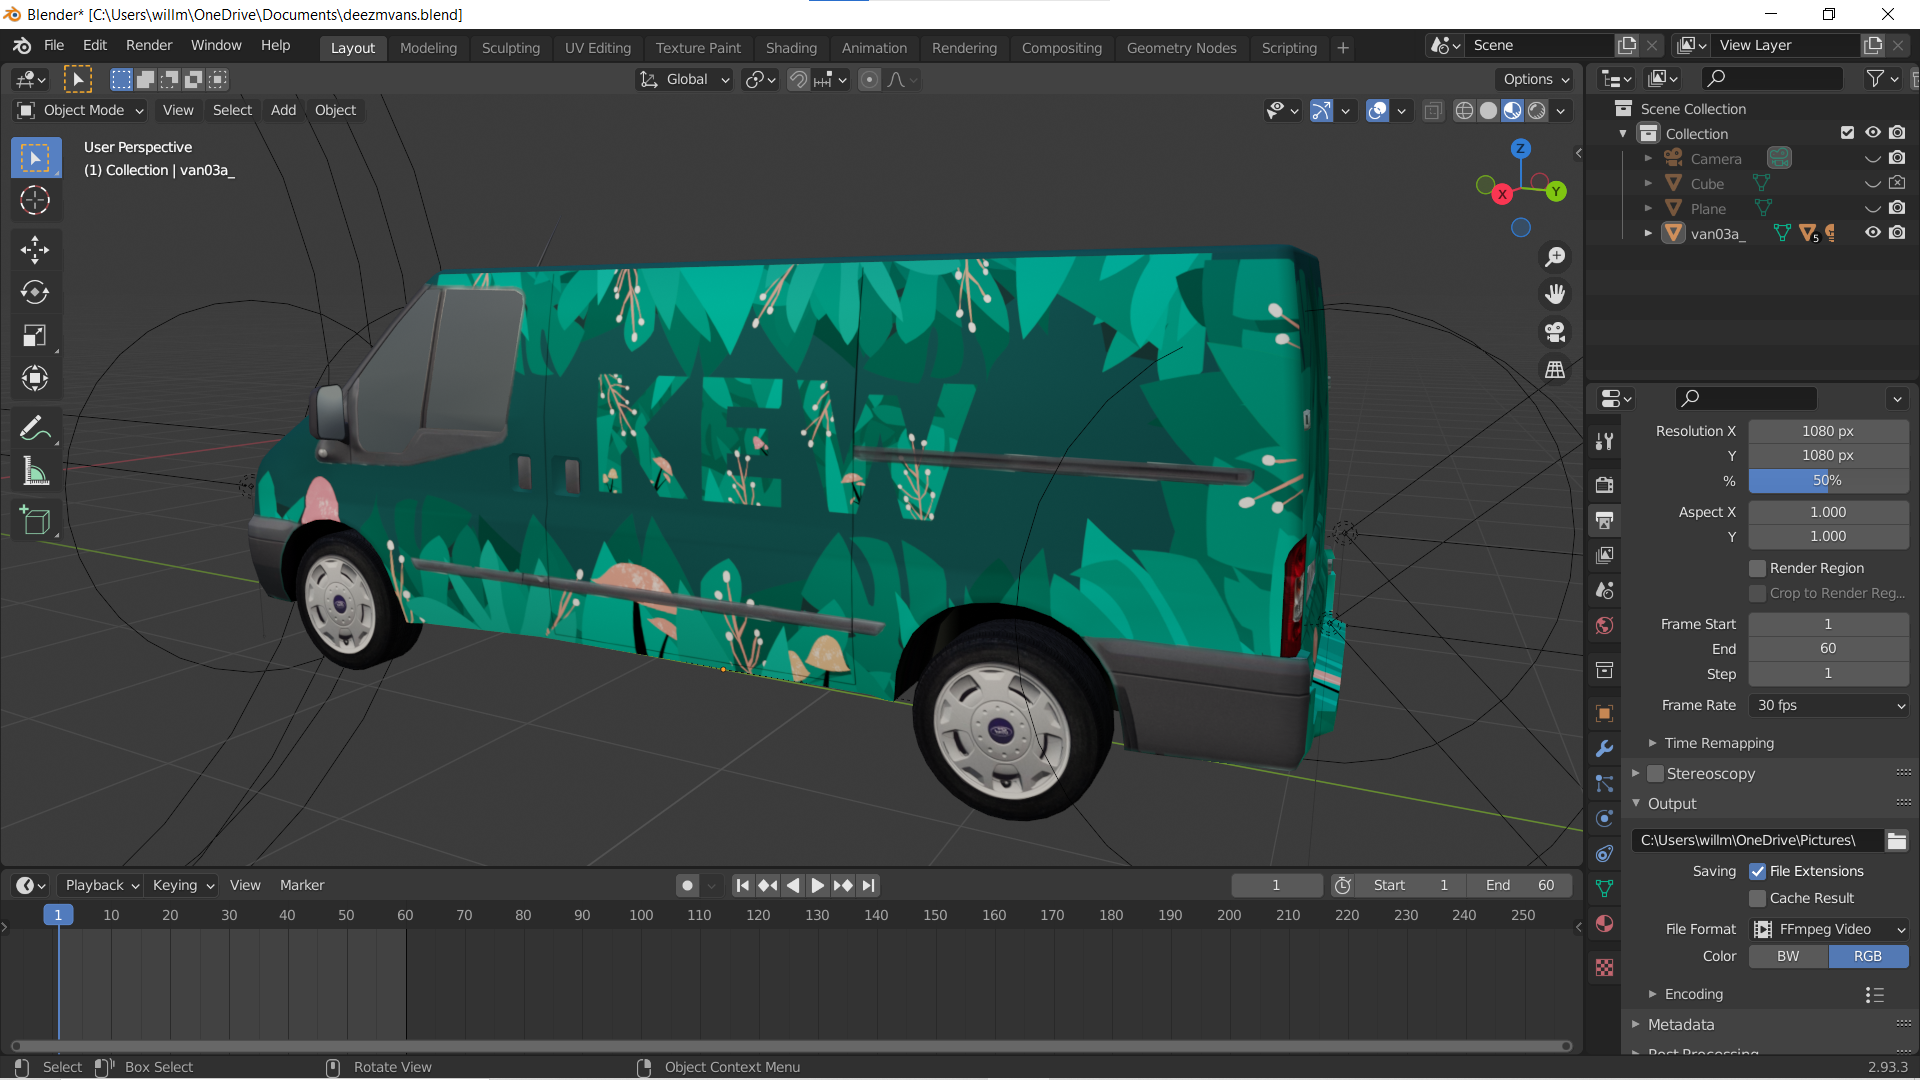 Blender* [C:\Users\willm\OneDrive\Documents\deezmvans.blend]
File Edit Render Window Help
Layout Modeling Sculpting UV Editing Texture Paint Shading Animation Rendering Compositing Geometry Nodes Scripting +
Scene
View Layer
Global
Options
Object Mode View Select Add Object
User Perspective
(1) Collection | van03a_
Z
X
Y
KEW
Scene Collection
Collection
Camera
Cube
Plane
van03a_
5
Resolution X 1080 px
Y 1080 px
% 50%
Aspect X 1.000
Y 1.000
Render Region
Crop to Render Reg...
Frame Start 1
End 60
Step 1
Frame Rate 30 fps
Time Remapping
Stereoscopy
Output
C:\Users\willm\OneDrive\Pictures\
Saving File Extensions
Cache Result
File Format FFmpeg Video
Color BW RGB
Encoding
Metadata
Post Processing
Playback Keying View Marker
1
Start 1
End 60
1 10 20 30 40 50 60 70 80 90 100 110 120 130 140 150 160 170 180 190 200 210 220 230 240 250
Select Box Select Rotate View Object Context Menu
2.93.3